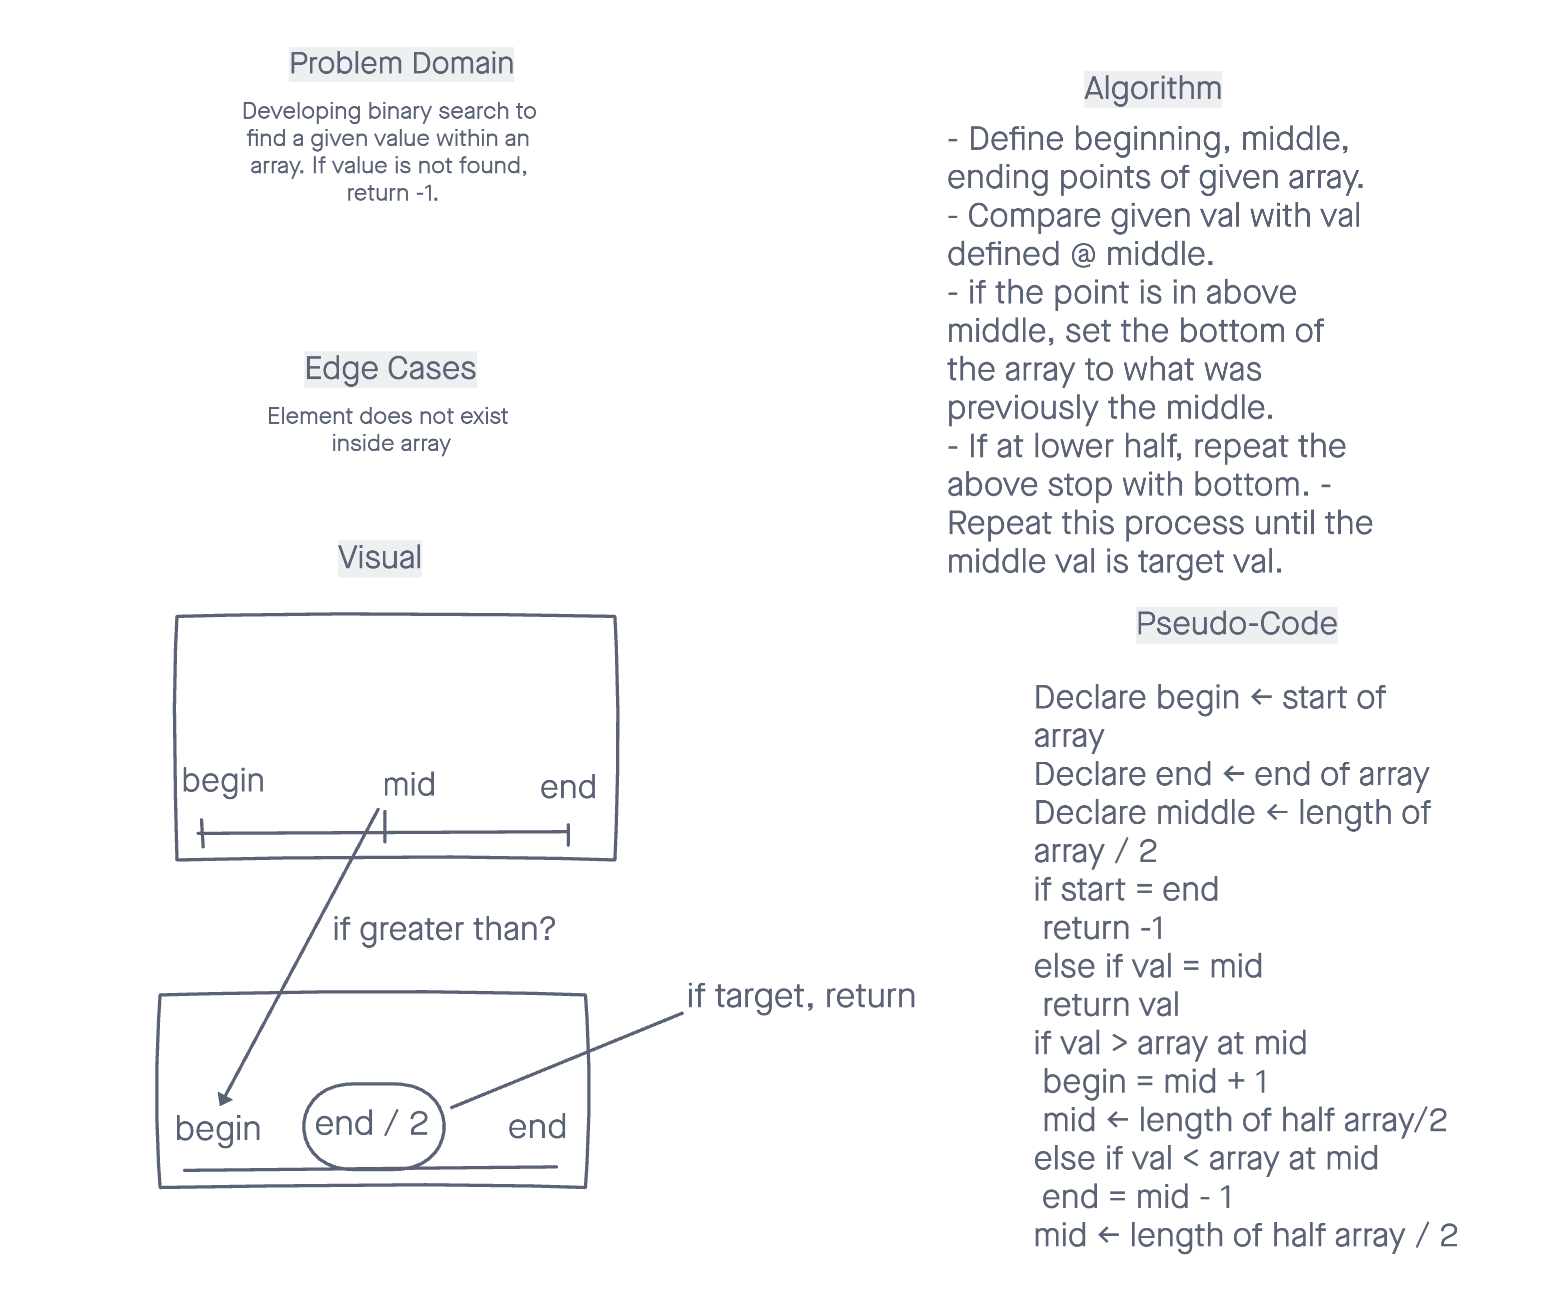 Problem Domain
Developing binary search to
find a given value within an
array. If value is not found,
return -1.
Edge Cases
Element does not exist
inside array
Visual
begin
mid
end
if greater than?
if target, return
begin
end / 2
end
Algorithm
- Define beginning, middle,
ending points of given array.
- Compare given val with val
defined @ middle.
- if the point is in above
middle, set the bottom of
the array to what was
previously the middle.
- If at lower half, repeat the
above stop with bottom. -
Repeat this process until the
middle val is target val.
Pseudo-Code
Declare begin ← start of
array
Declare end ← end of array
Declare middle ← length of
array / 2
if start = end
return -1
else if val = mid
return val
if val > array at mid
begin = mid + 1
mid ← length of half array/2
else if val < array at mid
end = mid - 1
mid ← length of half array / 2